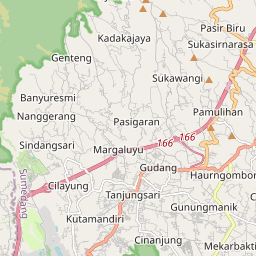 Pasir Biru
Kadakajaya
Sukasirnarasa
Genteng
Sukawangi
Banyuresmi
Pamulihan
Nanggerang
Pasigaran
166
166
Sindangsari
Margaluyu
Gudang
Haurngombon
Sumedang
Cilayung
Tanjungsari
Gunungmanik
Kutamandiri
Cinanjung
Mekarbakti